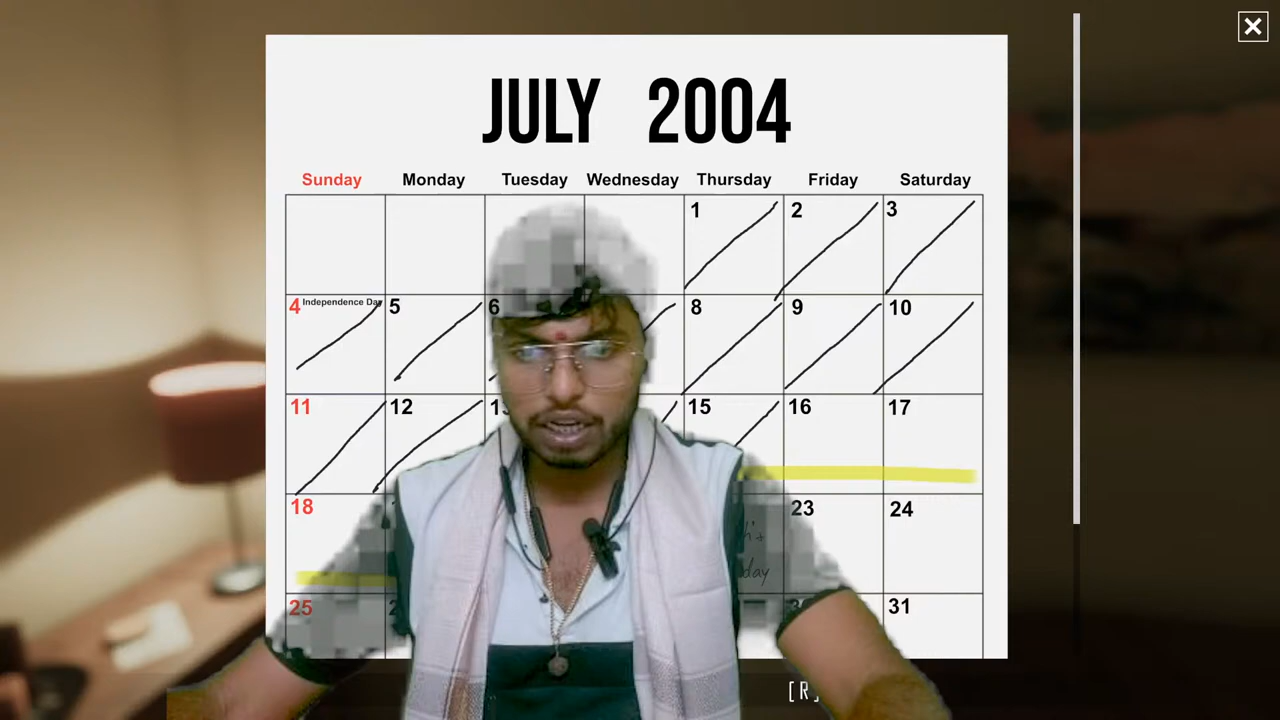 JULY 2004
Sunday Monday Tuesday Wednesday Thursday Friday Saturday
1 2 3
4 Independence Day 5 6 8 9 10
11 12 15 16 17
18 23 24
day
25 31
[R]